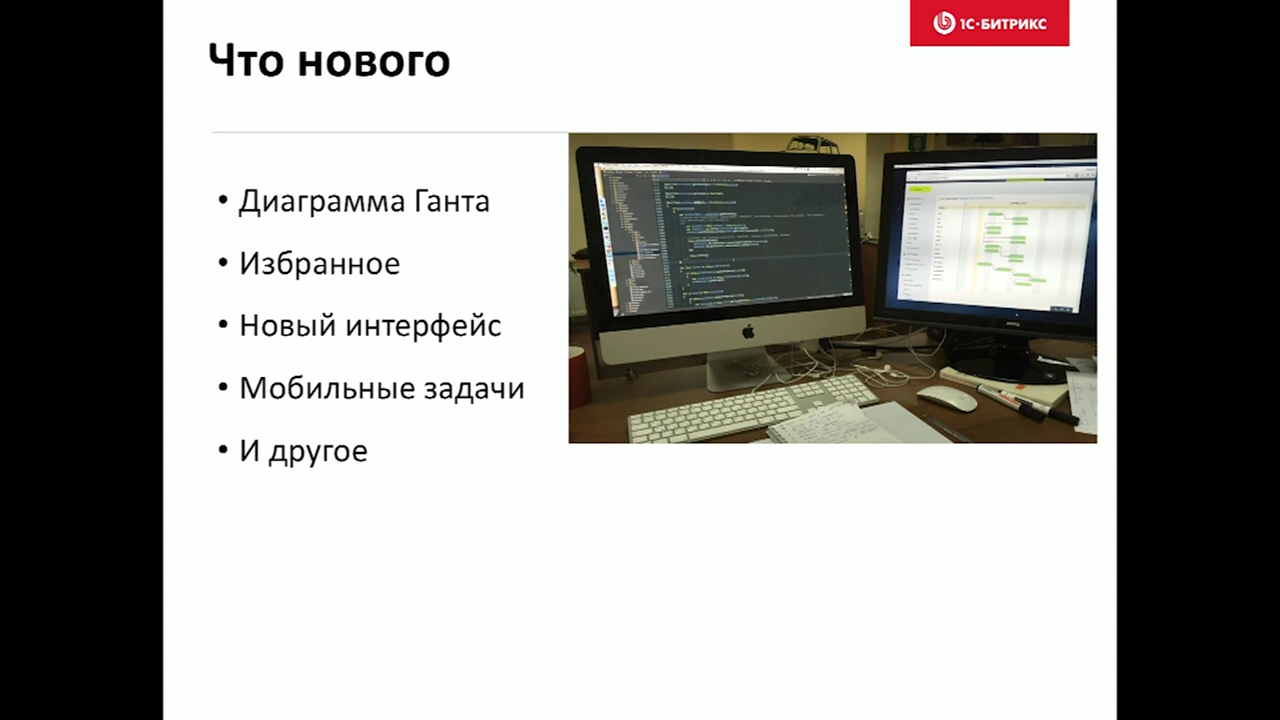 1С-БИТРИКС
Что нового
• Диаграмма Ганта
• Избранное
• Новый интерфейс
• Мобильные задачи
• И другое